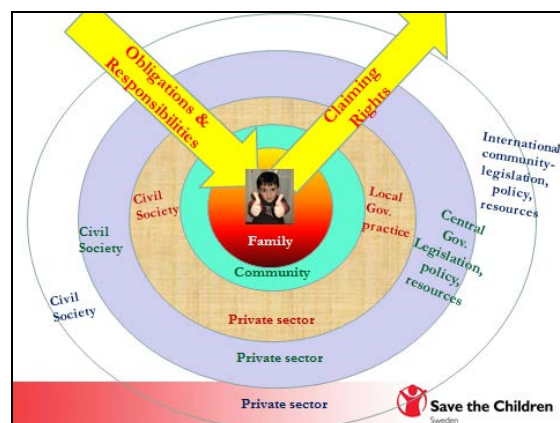 Obligations &
Responsibilities
Claiming
Rights
International
community-
legislation,
policy,
resources
Civil
Society
Local
Gov.
practice
Civil
Society
Central
Gov.
Legislation,
policy,
resources
Family
Community
Civil
Society
Private sector
Private sector
Private sector
Save the Children
Sweden